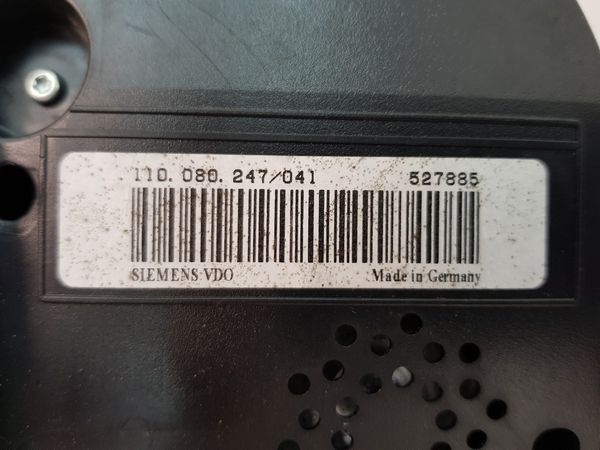 110.080.247/041 527885
SIEMENS VDO Made in Germany